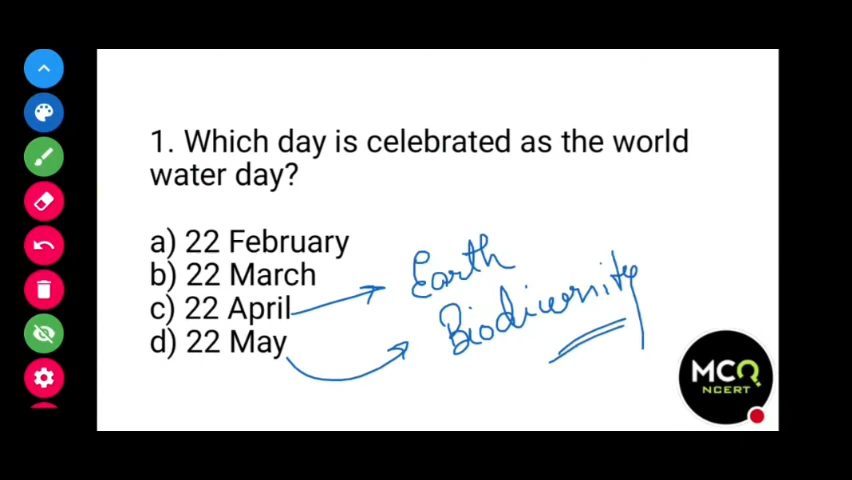 1. Which day is celebrated as the world
water day?
a) 22 February
b) 22 March
c) 22 April
d) 22 May
Earth
Biodiversity
MCQ
NCERT